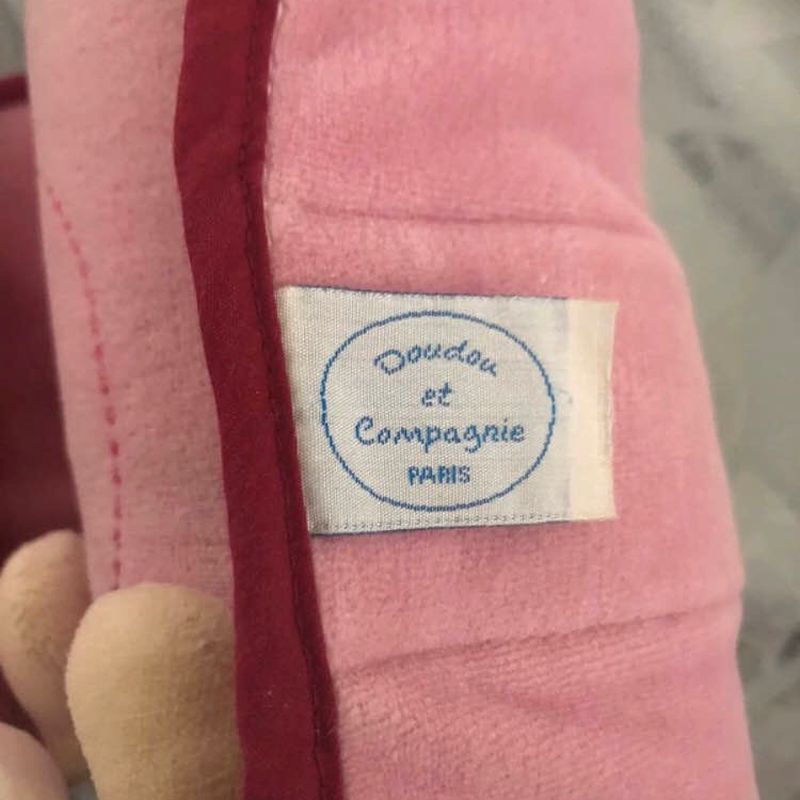 Doudou
et
Compagnie
PARIS